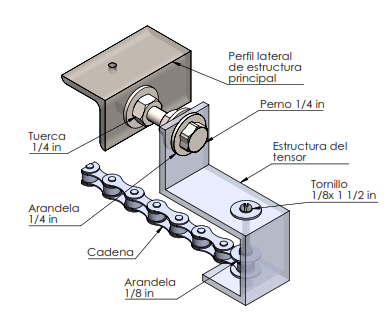 Perfil lateral
de estructura
principal
Perno 1/4 in
Tuerca
1/4 in
Estructura del
tensor
Tornillo
1/8x 1 1/2 in
Arandela
1/4 in
Cadena
Arandela
1/8 in